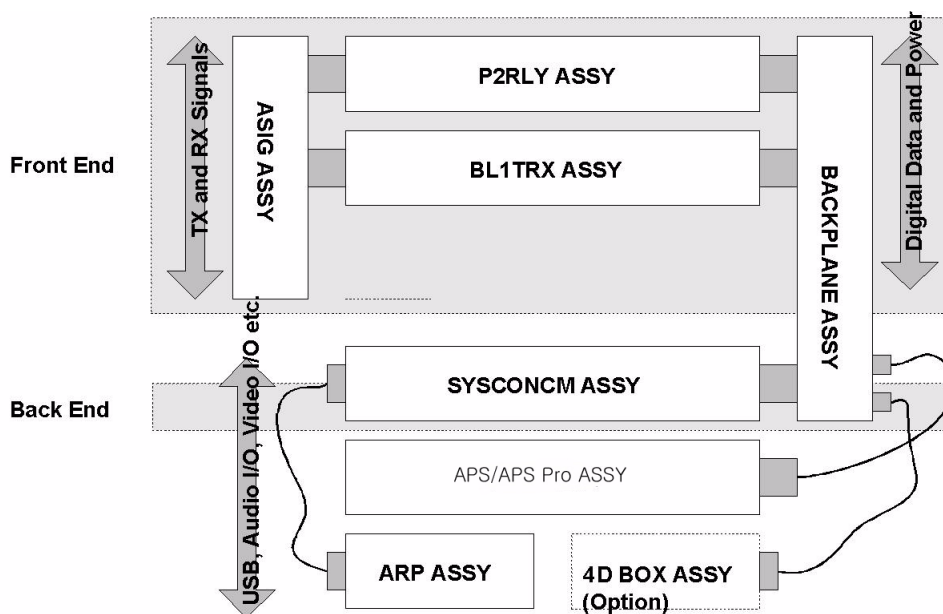 Front End
TX and RX Signals
ASIG ASSY
P2RLY ASSY
BL1TRX ASSY
BACKPLANE ASSY
Digital Data and Power
Back End
USB, Audio I/O, Video I/O etc.
SYSCONCM ASSY
APS/APS Pro ASSY
ARP ASSY
4D BOX ASSY
(Option)